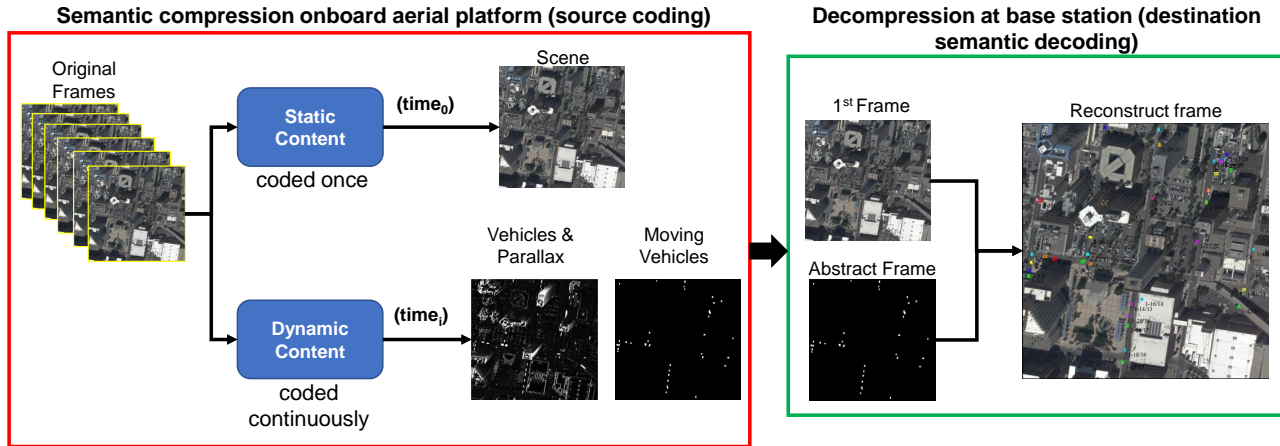 Semantic compression onboard aerial platform (source coding)
Original
Frames
Static
Content
coded once
(time₀)
Scene
Dynamic
Content
coded
continuously
(timeᵢ)
Vehicles &
Parallax
Moving
Vehicles
Decompression at base station (destination
semantic decoding)
1st Frame
Abstract Frame
Reconstruct frame